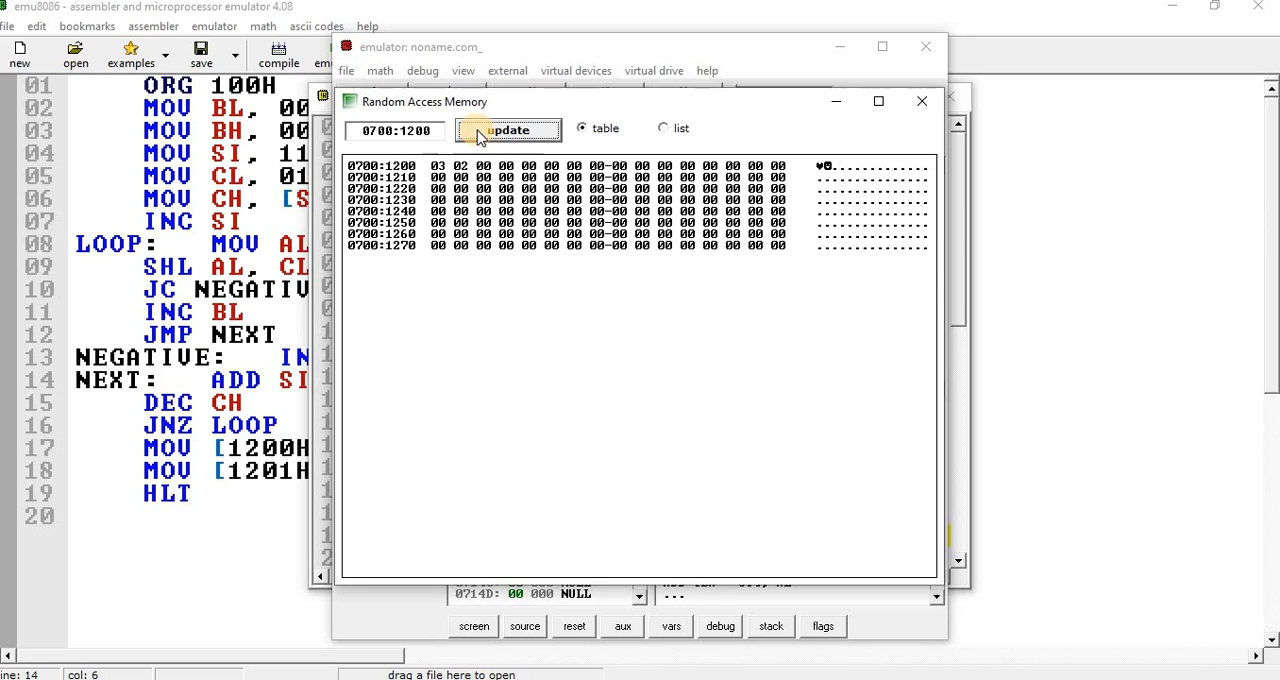 emu8086 - assembler and microprocessor emulator 4.08
file edit bookmarks assembler emulator math ascii codes help
new open examples save compile
emulator: noname.com_
file math debug view external virtual devices virtual drive help
Random Access Memory
0700:1200 update table list
0700:1200 03 02 00 00 00 00 00 00-00 00 00 00 00 00 00 00 ♥☻..............
0700:1210 00 00 00 00 00 00 00 00-00 00 00 00 00 00 00 00 ................
0700:1220 00 00 00 00 00 00 00 00-00 00 00 00 00 00 00 00 ................
0700:1230 00 00 00 00 00 00 00 00-00 00 00 00 00 00 00 00 ................
0700:1240 00 00 00 00 00 00 00 00-00 00 00 00 00 00 00 00 ................
0700:1250 00 00 00 00 00 00 00 00-00 00 00 00 00 00 00 00 ................
0700:1260 00 00 00 00 00 00 00 00-00 00 00 00 00 00 00 00 ................
0700:1270 00 00 00 00 00 00 00 00-00 00 00 00 00 00 00 00 ................
01 ORG 100H
02 MOV BL, 00
03 MOV BH, 00
04 MOV SI, 11
05 MOV CL, 01
06 MOV CH, [S
07 INC SI
08 LOOP: MOV AL
09 SHL AL, CL
10 JC NEGATIV
11 INC BL
12 JMP NEXT
13 NEGATIVE: IN
14 NEXT: ADD SI
15 DEC CH
16 JNZ LOOP
17 MOV [1200H
18 MOV [1201H
19 HLT
20
0714D: 00 000 NULL ...
screen source reset aux vars debug stack flags
line: 14 col: 6 drag a file here to open